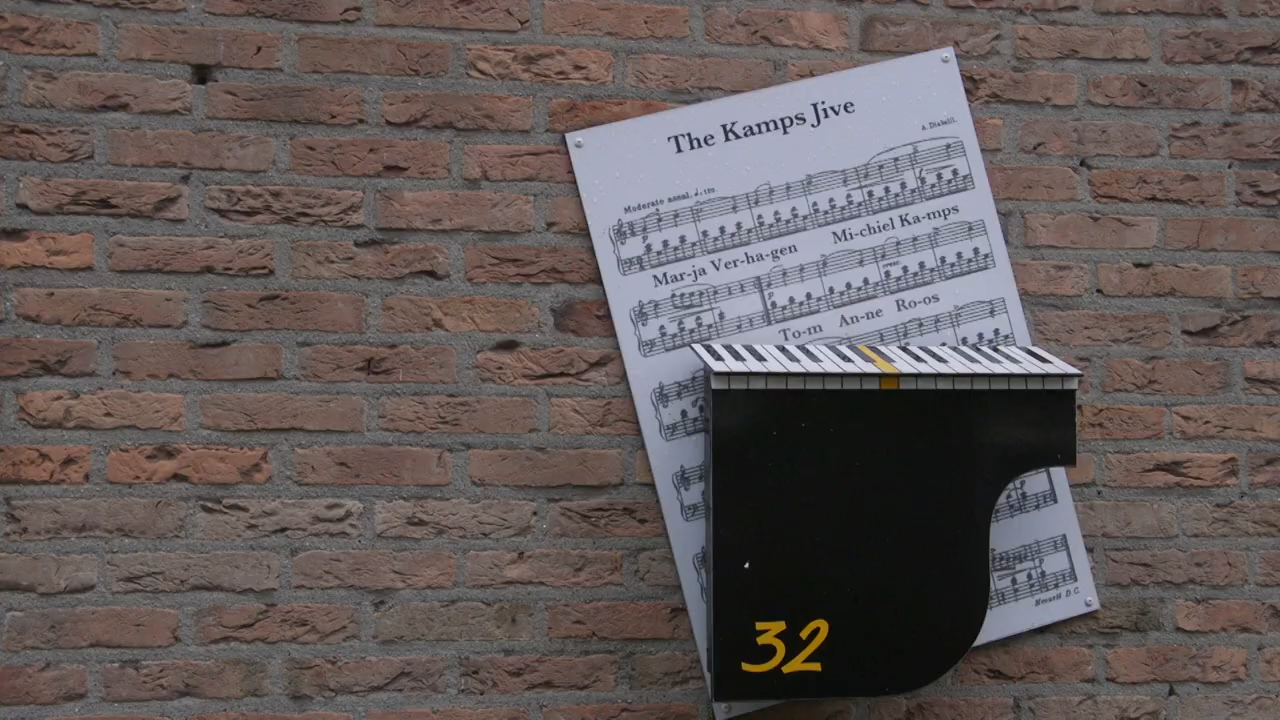 The Kamps Jive
A. Diabelli.
Moderato assai.
Mar-ja Ver-ha-gen Mi-chiel Ka-mps
To-m An-ne Ro-os
D. C.
32